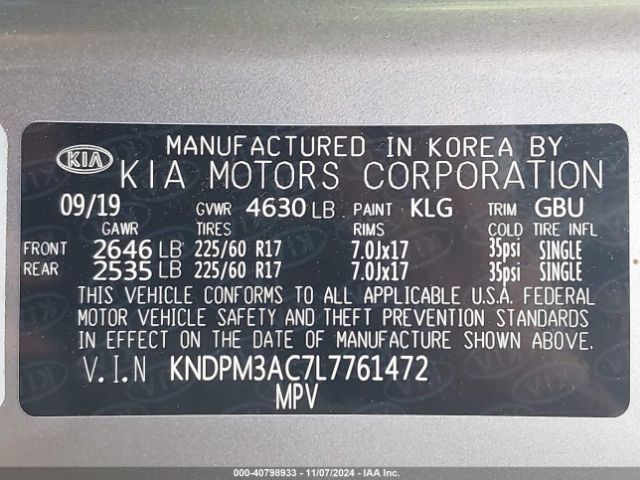 MANUFACTURED IN KOREA BY
KIA KIA MOTORS CORPORATION
09/19 GVWR 4630 LB PAINT KLG TRIM GBU
GAWR TIRES RIMS COLD TIRE INFL
FRONT 2646 LB 225/60 R17 7.0Jx17 35psi SINGLE
REAR 2535 LB 225/60 R17 7.0Jx17 35psi SINGLE
THIS VEHICLE CONFORMS TO ALL APPLICABLE U.S.A. FEDERAL
MOTOR VEHICLE SAFETY AND THEFT PREVENTION STANDARDS
IN EFFECT ON THE DATE OF MANUFACTURE SHOWN ABOVE.
V.I.N KNDPM3AC7L7761472
MPV
000-40798933 - 11/07/2024 - IAA Inc.